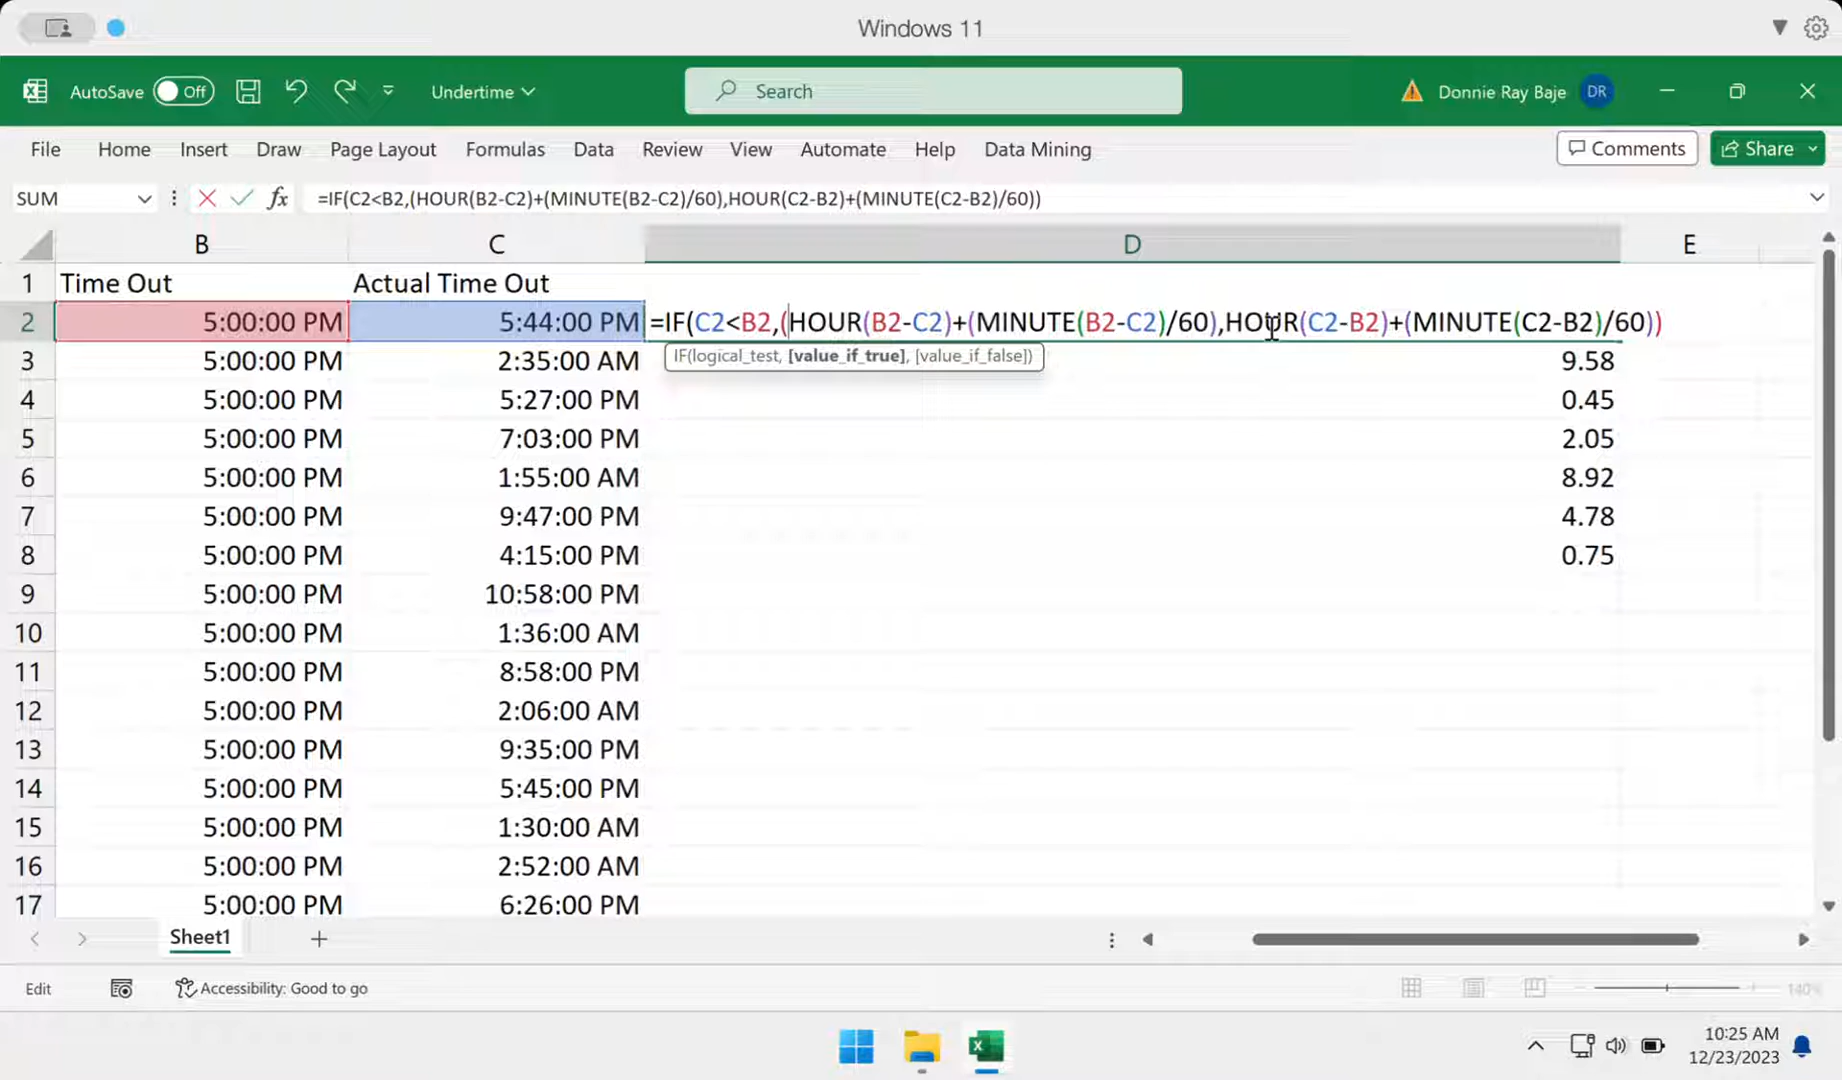 Windows 11
AutoSave Off Undertime Search Donnie Ray Baje DR
File Home Insert Draw Page Layout Formulas Data Review View Automate Help Data Mining Comments Share
SUM fx =IF(C2<B2,(HOUR(B2-C2)+(MINUTE(B2-C2)/60),HOUR(C2-B2)+(MINUTE(C2-B2)/60))
B C D E
1 Time Out Actual Time Out
2 5:00:00 PM 5:44:00 PM =IF(C2<B2,(HOUR(B2-C2)+(MINUTE(B2-C2)/60),HOUR(C2-B2)+(MINUTE(C2-B2)/60))
IF(logical_test, [value_if_true], [value_if_false])
3 5:00:00 PM 2:35:00 AM 9.58
4 5:00:00 PM 5:27:00 PM 0.45
5 5:00:00 PM 7:03:00 PM 2.05
6 5:00:00 PM 1:55:00 AM 8.92
7 5:00:00 PM 9:47:00 PM 4.78
8 5:00:00 PM 4:15:00 PM 0.75
9 5:00:00 PM 10:58:00 PM
10 5:00:00 PM 1:36:00 AM
11 5:00:00 PM 8:58:00 PM
12 5:00:00 PM 2:06:00 AM
13 5:00:00 PM 9:35:00 PM
14 5:00:00 PM 5:45:00 PM
15 5:00:00 PM 1:30:00 AM
16 5:00:00 PM 2:52:00 AM
17 5:00:00 PM 6:26:00 PM
Sheet1
Edit Accessibility: Good to go 140%
10:25 AM
12/23/2023